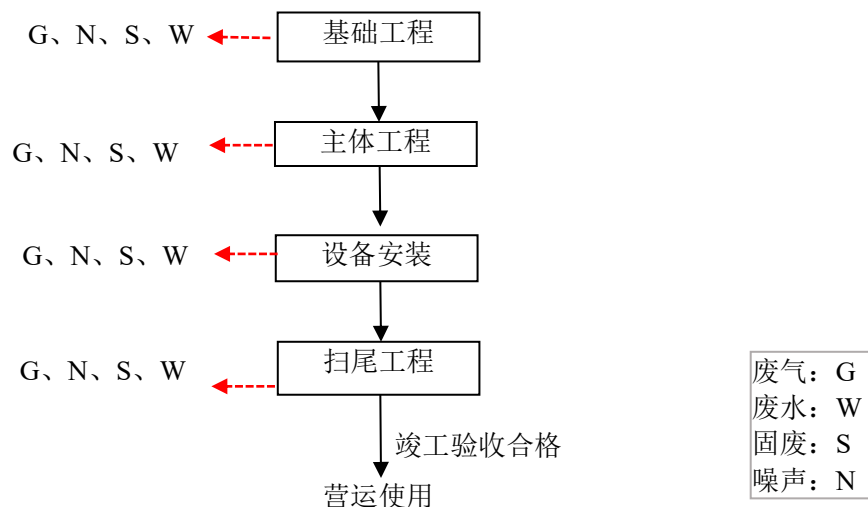 G、N、S、W
基础工程
主体工程
G、N、S、W
设备安装
G、N、S、W
扫尾工程
G、N、S、W
竣工验收合格
营运使用
废气：G
废水：W
固废：S
噪声：N